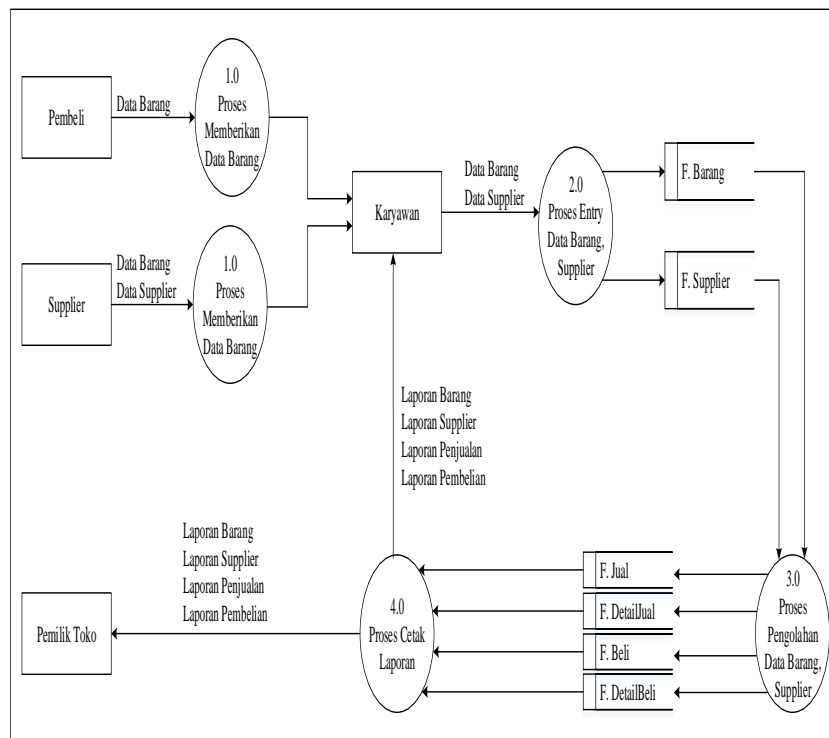 Pembeli
Data Barang
1.0
Proses
Memberikan
Data Barang
Supplier
Data Barang
Data Supplier
1.0
Proses
Memberikan
Data Barang
Karyawan
Data Barang
Data Supplier
2.0
Proses Entry
Data Barang,
Supplier
F. Barang
F. Supplier
Laporan Barang
Laporan Supplier
Laporan Penjualan
Laporan Pembelian
Laporan Barang
Laporan Supplier
Laporan Penjualan
Laporan Pembelian
Pemilik Toko
4.0
Proses Cetak
Laporan
F. Jual
F. DetailJual
F. Beli
F. DetailBeli
3.0
Proses
Pengolahan
Data Barang,
Supplier